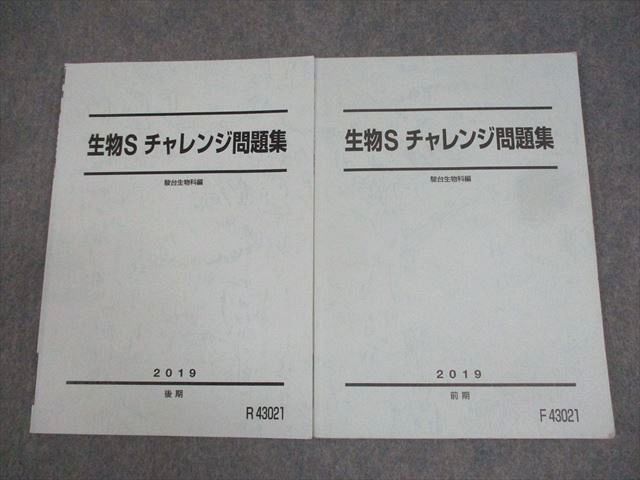 生物S チャレンジ問題集
駿台生物科編
2019
後期
R 43021
生物S チャレンジ問題集
駿台生物科編
2019
前期
F 43021